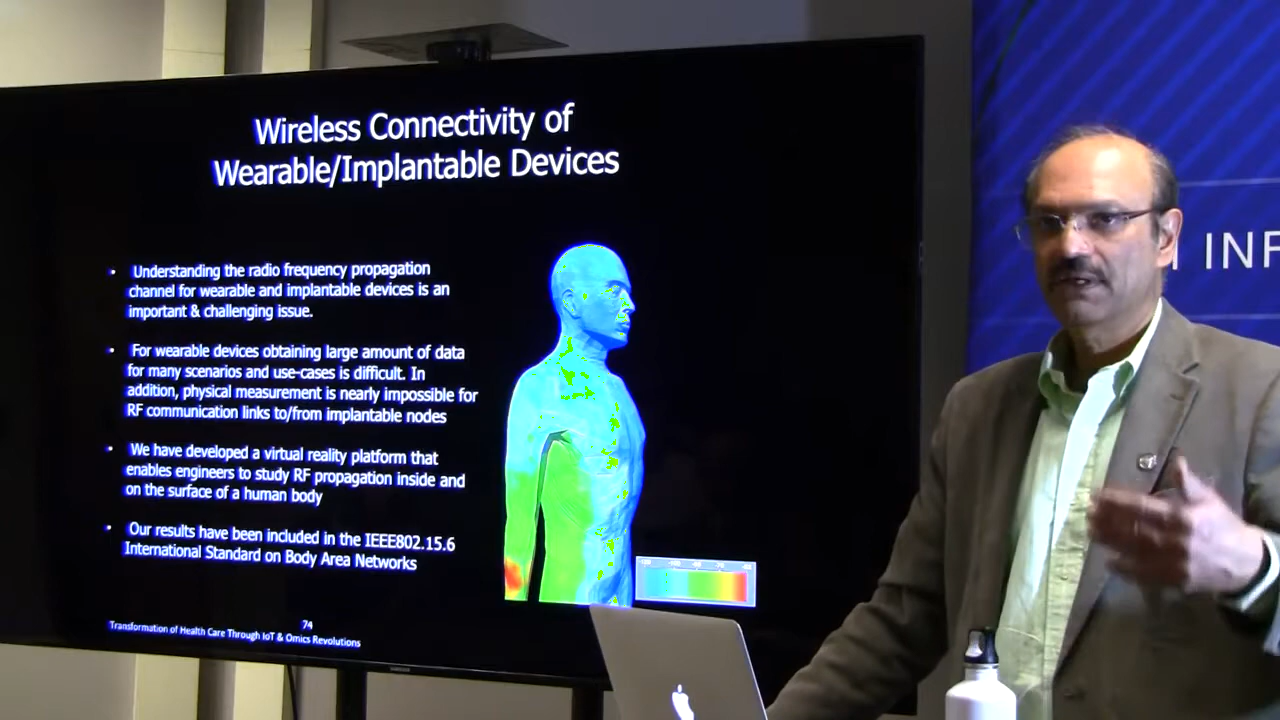 Wireless Connectivity of
Wearable/Implantable Devices
• Understanding the radio frequency propagation
channel for wearable and implantable devices is an
important & challenging issue.
• For wearable devices obtaining large amount of data
for many scenarios and use-cases is difficult. In
addition, physical measurement is nearly impossible for
RF communication links to/from implantable nodes
• We have developed a virtual reality platform that
enables engineers to study RF propagation inside and
on the surface of a human body
• Our results have been included in the IEEE802.15.6
International Standard on Body Area Networks
74
Transformation of Health Care Through IoT & Omics Revolutions
SAMSUNG
INF